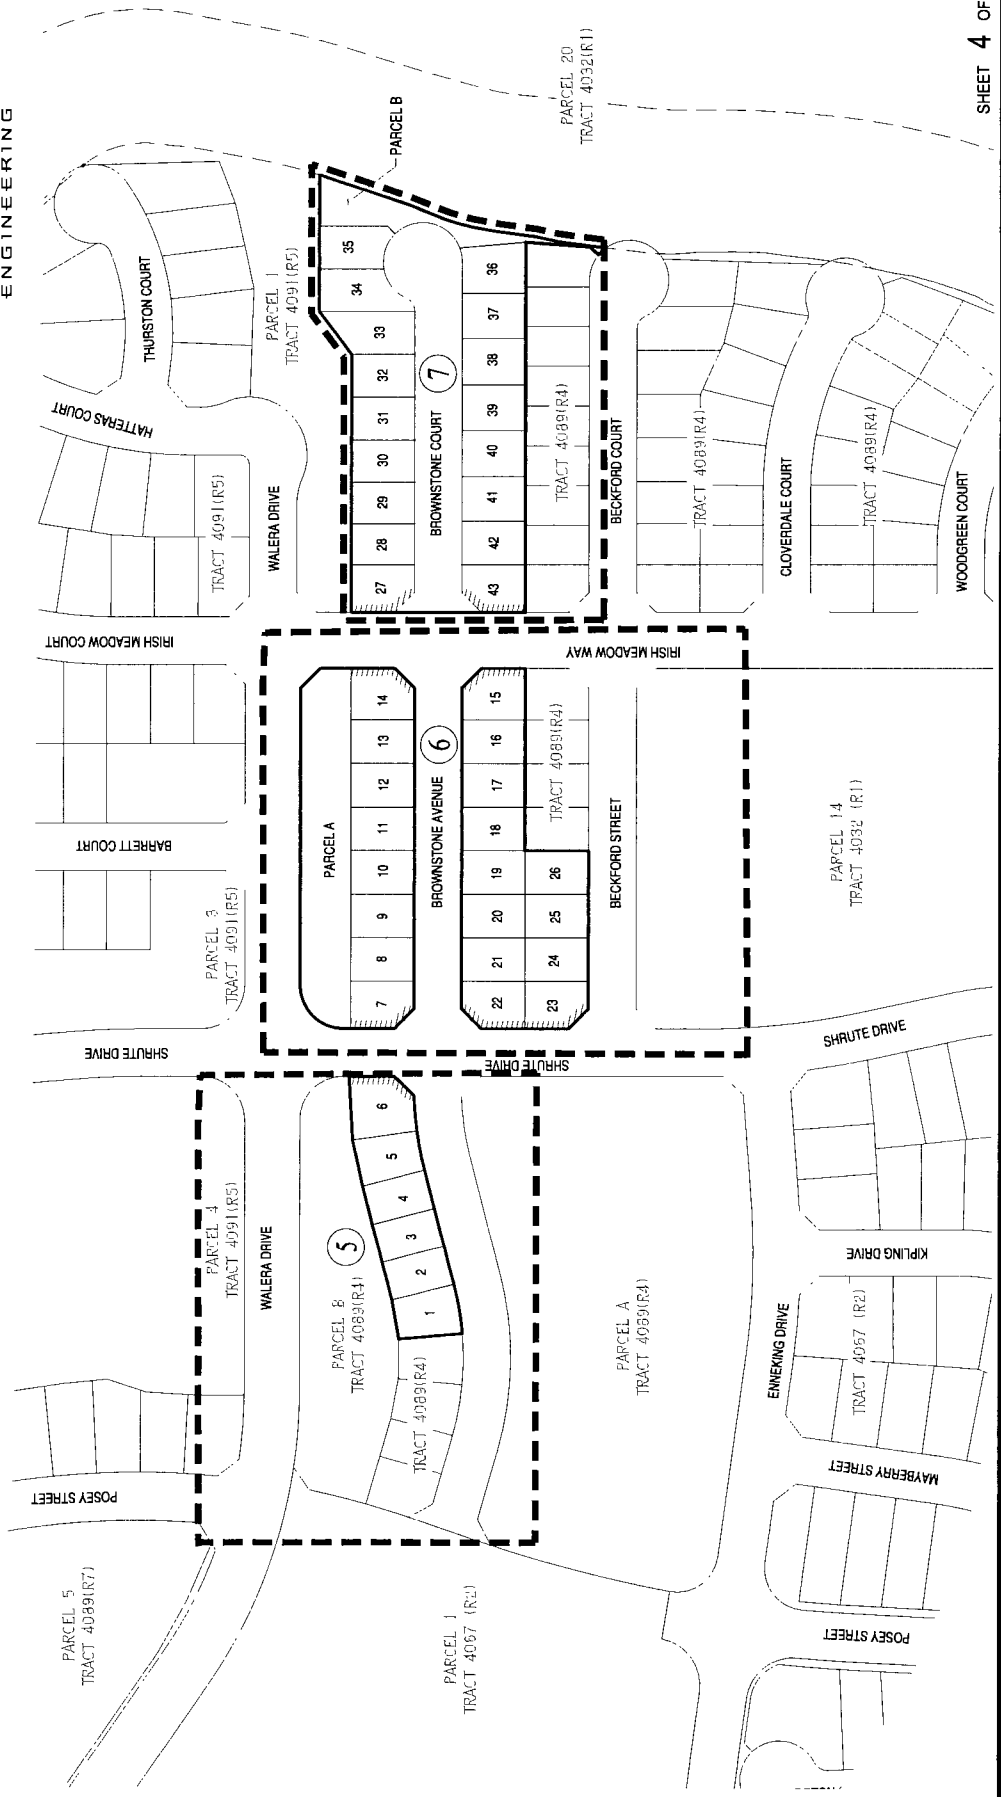 ENGINEERING
POSEY STREET
SHRUTE DRIVE
BARRETT COURT
IRISH MEADOW COURT
HATTERAS COURT
THURSTON COURT
PARCEL 5
TRACT 4089(R7)
PARCEL 4
TRACT 4091(R5)
PARCEL 3
TRACT 4091(R5)
TRACT 4091(R5)
PARCEL 1
TRACT 4091(R5)
WALERA DRIVE
WALERA DRIVE
PARCEL B
TRACT 4089(R4)
5
PARCEL A
PARCEL B
TRACT 4089(R4)
1
2
3
4
5
6
7
8
9
10
11
12
13
14
27
28
29
30
31
32
33
34
35
BROWNSTONE AVENUE
6
BROWNSTONE COURT
7
22
21
20
19
18
17
16
15
43
42
41
40
39
38
37
36
23
24
25
26
TRACT 4089(R4)
TRACT 4089(R4)
SHRUTE DRIVE
IRISH MEADOW WAY
BECKFORD STREET
BECKFORD COURT
PARCEL 20
TRACT 4032(R1)
PARCEL 1
TRACT 4067 (R2)
PARCEL A
TRACT 4089(R4)
TRACT 4089(R4)
ENNEKING DRIVE
CLOVERDALE COURT
PARCEL 14
TRACT 4032 (R1)
TRACT 4067 (R2)
TRACT 4089(R4)
POSEY STREET
MAYBERRY STREET
KIPLING DRIVE
SHRUTE DRIVE
WOODGREEN COURT
SHEET 4 OF